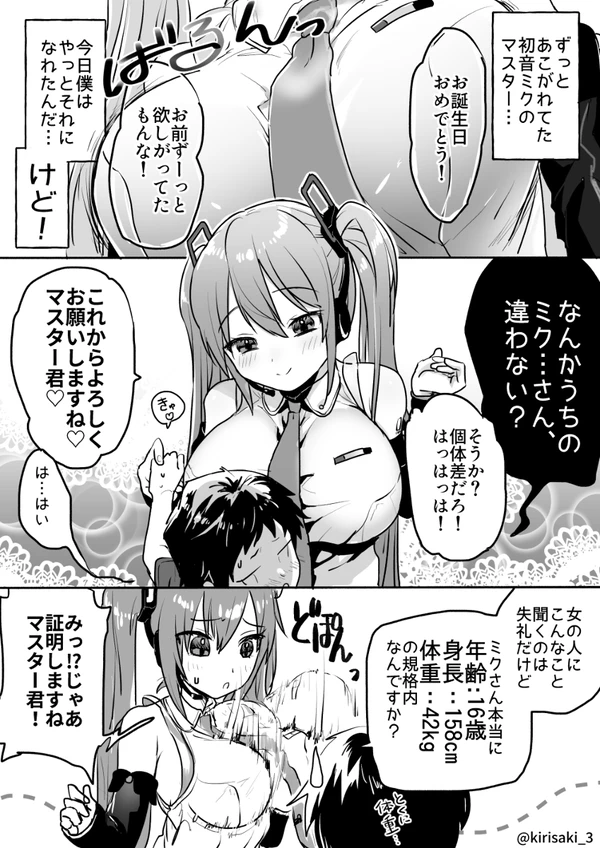 ずっと
あこがれてた
初音ミクの
マスター…
お誕生日
おめでとう!
ばるんっ
お前ずーっと
欲しがってた
もんな!
今日僕は
やっとそれに
なれたんだ…
けど!
なんかうちの
ミク…さん、
違わない?
そうか?
個体差だろ!
はっはっは!
きゅ♡
これからよろしく
お願いしますね♡
マスター君♡
は…はい
女の人に
こんなこと
聞くのは
失礼だけど
ミクさん本当に
年齢:16歳
身長:158cm
体重:42kg
の規格内
なんですか?
とくに
体重…
どぽんっ
みっ!?じゃあ
証明しますね
マスター君!
@kirisaki_3